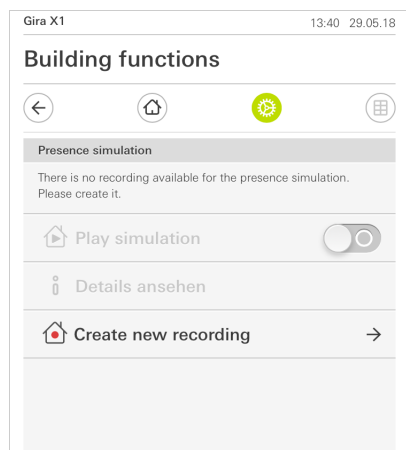 Gira X1 13:40 29.05.18
Building functions
Presence simulation
There is no recording available for the presence simulation.
Please create it.
Play simulation
Details ansehen
Create new recording